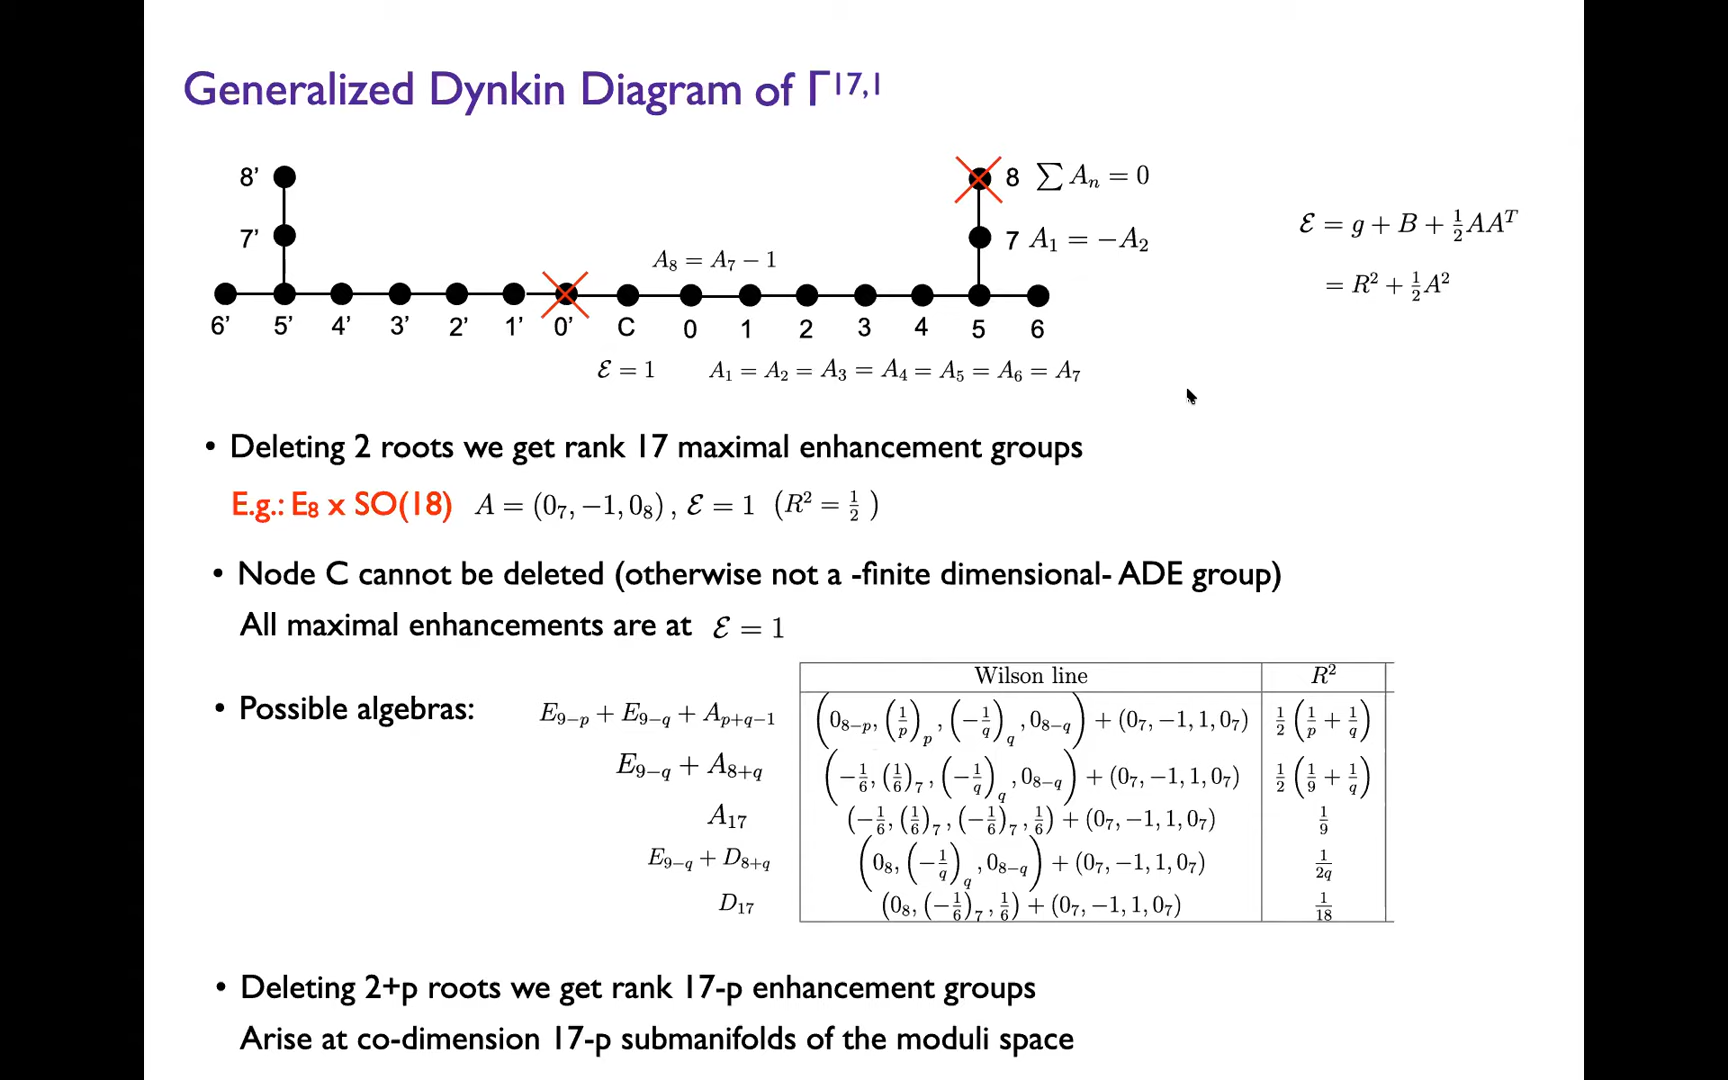 Generalized Dynkin Diagram of Γ^{17,1}
8' 8 ∑ A_n = 0
7' 7 A_1 = −A_2
ℰ = g + B + ½AA^T
A_8 = A_7 − 1
= R² + ½A²
6' 5' 4' 3' 2' 1' 0' C 0 1 2 3 4 5 6
ℰ = 1 A_1 = A_2 = A_3 = A_4 = A_5 = A_6 = A_7
• Deleting 2 roots we get rank 17 maximal enhancement groups
E.g.: E_8 x SO(18) A = (0_7, −1, 0_8), ℰ = 1 (R² = ½ )
• Node C cannot be deleted (otherwise not a -finite dimensional- ADE group)
All maximal enhancements are at ℰ = 1
Wilson line R²
• Possible algebras: E_{9−p} + E_{9−q} + A_{p+q−1} (0_{8−p}, (1/p)_p, (−1/q)_q, 0_{8−q}) + (0_7, −1, 1, 0_7) ½(1/p + 1/q)
E_{9−q} + A_{8+q} (−1/6, (1/6)_7, (−1/q)_q, 0_{8−q}) + (0_7, −1, 1, 0_7) ½(1/9 + 1/q)
A_{17} (−1/6, (1/6)_7, (−1/6)_7, 1/6) + (0_7, −1, 1, 0_7) 1/9
E_{9−q} + D_{8+q} (0_8, (−1/q)_q, 0_{8−q}) + (0_7, −1, 1, 0_7) 1/2q
D_{17} (0_8, (−1/6)_7, 1/6) + (0_7, −1, 1, 0_7) 1/18
• Deleting 2+p roots we get rank 17-p enhancement groups
Arise at co-dimension 17-p submanifolds of the moduli space